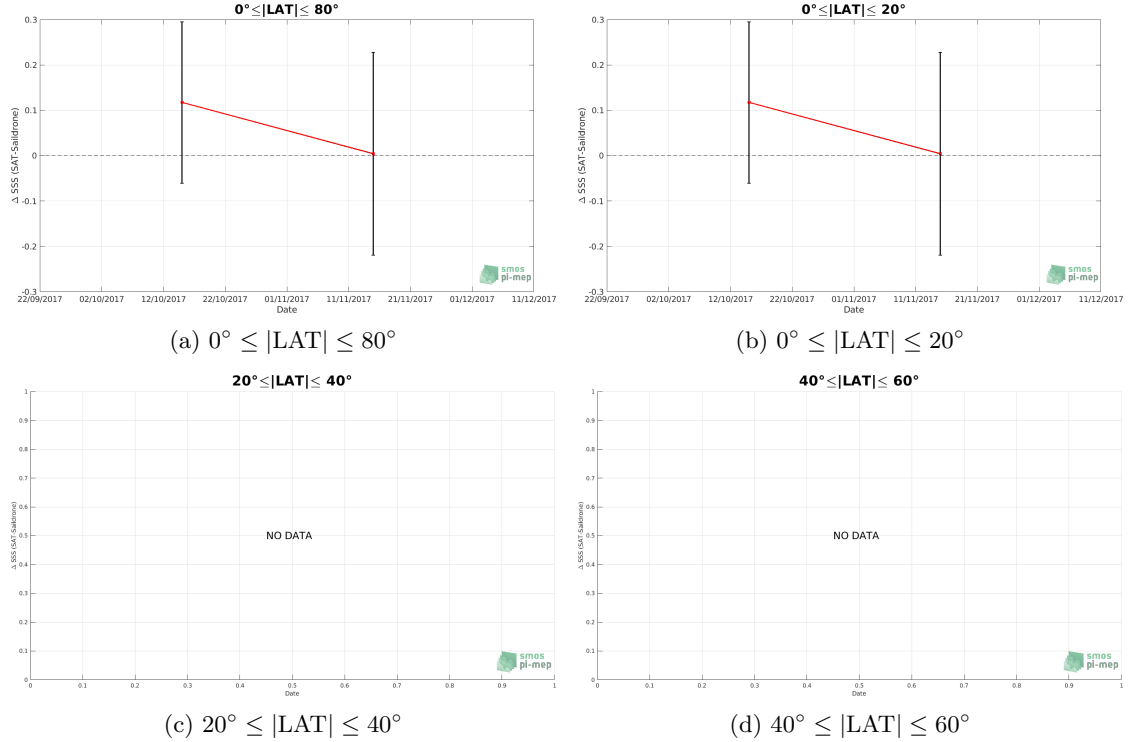 0°≤|LAT|≤ 80°
0.3
0.2
0.1
0
-0.1
-0.2
-0.3
Δ SSS (SAT-Saildrone)
22/09/2017 02/10/2017 12/10/2017 22/10/2017 01/11/2017 11/11/2017 21/11/2017 01/12/2017 11/12/2017
Date
smos
pi-mep
(a) 0° ≤ |LAT| ≤ 80°
0°≤|LAT|≤ 20°
0.3
0.2
0.1
0
-0.1
-0.2
-0.3
Δ SSS (SAT-Saildrone)
22/09/2017 02/10/2017 12/10/2017 22/10/2017 01/11/2017 11/11/2017 21/11/2017 01/12/2017 11/12/2017
Date
smos
pi-mep
(b) 0° ≤ |LAT| ≤ 20°
20°≤|LAT|≤ 40°
1
0.9
0.8
0.7
0.6
0.5
0.4
0.3
0.2
0.1
0
Δ SSS (SAT-Saildrone)
NO DATA
0 0.1 0.2 0.3 0.4 0.5 0.6 0.7 0.8 0.9 1
Date
smos
pi-mep
(c) 20° ≤ |LAT| ≤ 40°
40°≤|LAT|≤ 60°
1
0.9
0.8
0.7
0.6
0.5
0.4
0.3
0.2
0.1
0
Δ SSS (SAT-Saildrone)
NO DATA
0 0.1 0.2 0.3 0.4 0.5 0.6 0.7 0.8 0.9 1
Date
smos
pi-mep
(d) 40° ≤ |LAT| ≤ 60°